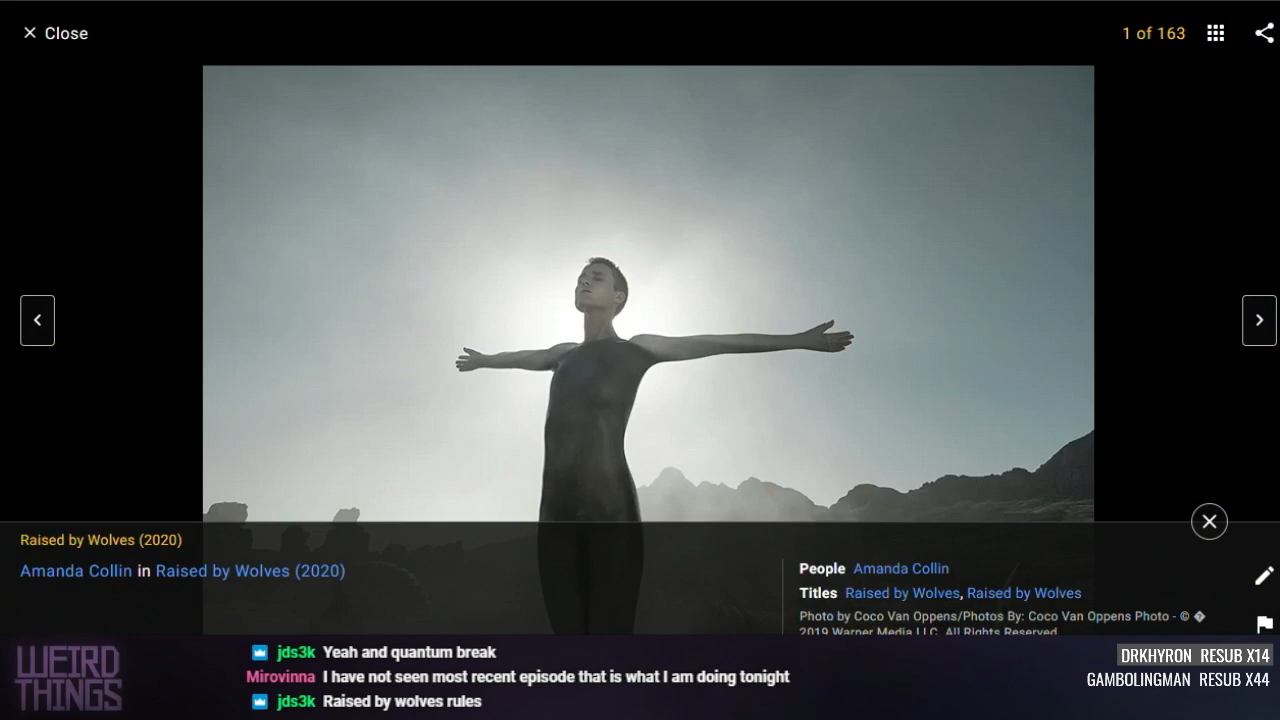 Close
1 of 163
Raised by Wolves (2020)
Amanda Collin in Raised by Wolves (2020)
People Amanda Collin
Titles Raised by Wolves, Raised by Wolves
Photo by Coco Van Oppens/Photos By: Coco Van Oppens Photo - © �
2019 Warner Media LLC. All Rights Reserved
WEIRD
THINGS
jds3k Yeah and quantum break
Mirovinna I have not seen most recent episode that is what I am doing tonight
jds3k Raised by wolves rules
DRKHYRON RESUB X14
GAMBOLINGMAN RESUB X44